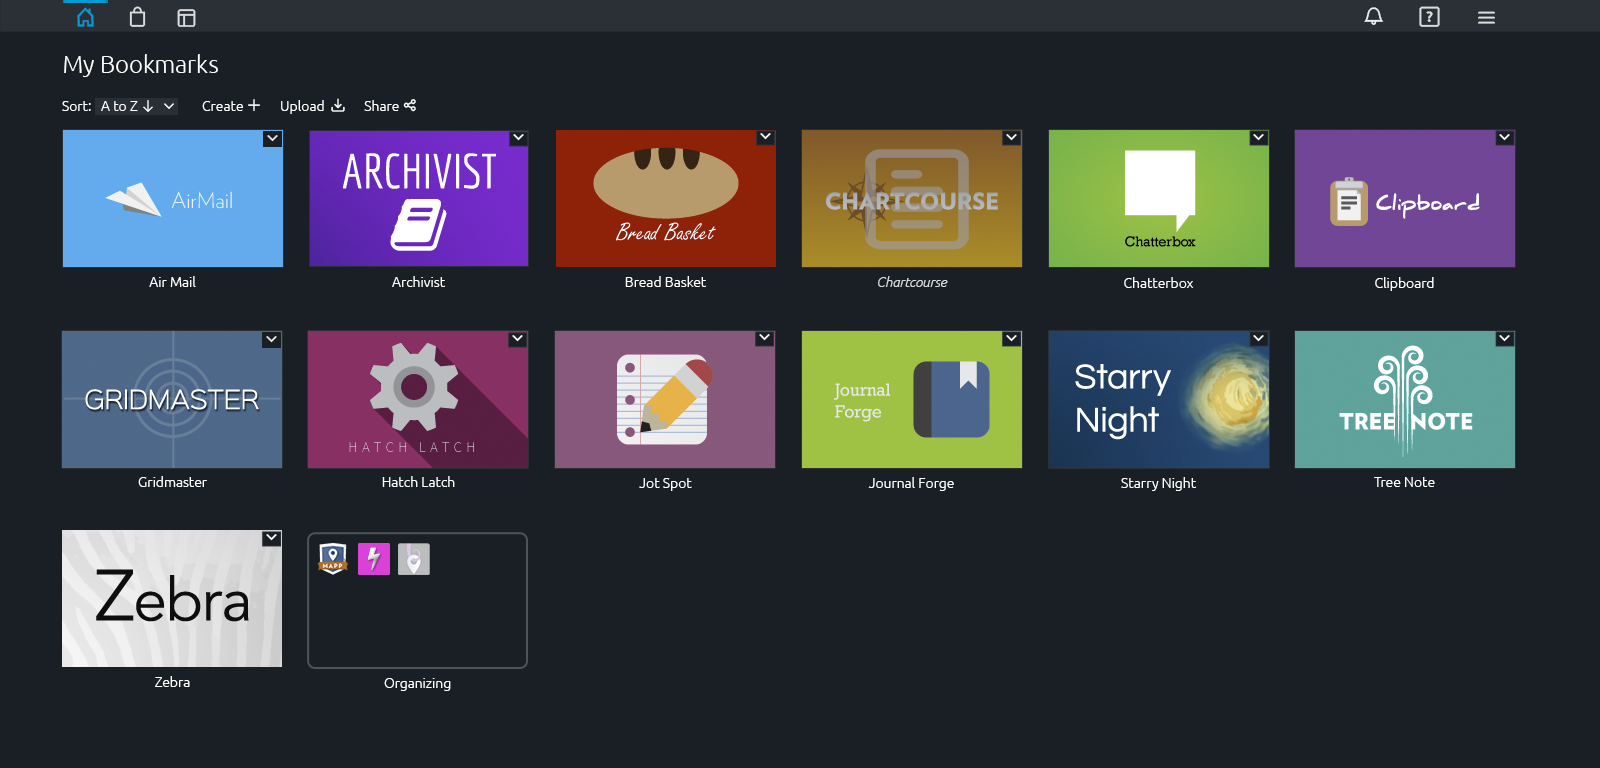 My Bookmarks
Sort: A to Z
Create
Upload
Share
AirMail
ARCHIVIST
Bread Basket
CHARTCOURSE
Chatterbox
Clipboard
Air Mail
Archivist
Bread Basket
Chartcourse
Chatterbox
Clipboard
GRIDMASTER
HATCH LATCH
Journal
Forge
Starry
Night
TREE NOTE
Gridmaster
Hatch Latch
Jot Spot
Journal Forge
Starry Night
Tree Note
Zebra
MAPP
Zebra
Organizing